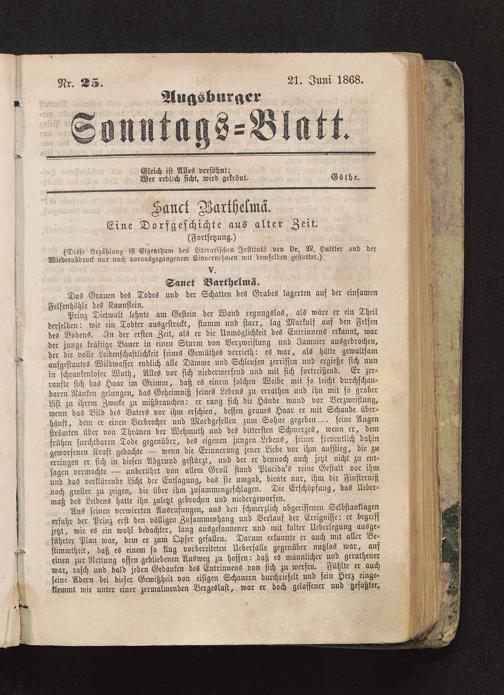 Nr. 25.
21. Juni 1868.
Augsburger
Sonntags=Blatt.
Gleich ist Alles versöhnt;
Wer redlich ficht, wird gekrönt.
Göthe.
Sanct Barthelmä.
Eine Dorfgeschichte aus alter Zeit.
(Fortsetzung.)
(Diese Erzählung ist Eigenthum des Literarischen Instituts von Dr. M. Huttler und der
Wiederabdruck nur nach vorausgegangenem Einvernehmen mit demselben gestattet.)
V.
Sanct Barthelmä.
Das Grauen des Todes und der Schatten des Grabes lagerten auf der einsamen
Felsenhöhle des Kaunstein.
Prinz Dietwalt lehnte am Gestein der Wand regungslos, als wäre er ein Theil
derselben: wie ein Todter ausgestreckt, stumm und starr, lag Markulf auf den Felsen
des Bodens. In der ersten Zeit, als er die Unmöglichkeit des Entrinnens erkannt, war
der junge kräftige Bauer in einen Sturm von Verzweiflung und Jammer ausgebrochen,
der die volle Leidenschaftlichkeit seines Gemüthes verrieth: es war, als hätte gewaltsam
aufgestautes Wildwasser endlich alle Dämme und Schleusen zerrissen und ergieße sich nun
in schrankenloser Wuth, Alles vor sich niederwerfend und mit sich fortreißend. Er zer-
raufte sich das Haar im Grimm, daß es einem solchen Weibe mit so leicht durchschau-
baren Ränken gelungen, das Geheimniß seines Lebens zu errathen und ihn mit so grober
List zu ihrem Zwecke zu mißbrauchen: er rang sich die Hände wund vor Verzweiflung,
wenn das Bild des Vaters vor ihm erschien, dessen graues Haar er mit Schande über-
häuft, dem er einen Verbrecher und Mordgesellen zum Sohne gegeben... seine Augen
strömten über von Thränen der Wehmuth und des bittersten Schmerzes, wenn er, dem
frühen furchtbaren Tode gegenüber, des eigenen jungen Lebens, seiner freventlich dahin
geworfenen Kraft gedachte — wenn die Erinnerung jener Liebe vor ihm aufstieg, die zu
erringen er sich in diesen Abgrund gestürzt, und der er dennoch auch jetzt nicht zu ent-
sagen vermochte — unberührt von allem Groll stand Placida's reine Gestalt vor ihm
und das verklärende Licht der Entsagung, das sie umgab, diente nur, ihm die Finsterniß
noch greller zu zeigen, die über ihm zusammengeschlagen. Die Erschöpfung, das Ueber-
maß des Leidens hatte ihn zuletzt gebrochen und niedergeworfen.
Aus seinen verwirrten Ausrufungen, aus den schmerzlich abgerissenen Selbstanklagen
erfuhr der Prinz erst den völligen Zusammenhang und Verlauf der Ereignisse: er begriff
jetzt, wie es ein wohl bedachter, lang ausgesonnener und mit kalter Ueberlegung ausge-
führter Plan war, dem er zum Opfer gefallen. Darum erkannte er auch mit aller Be-
stimmtheit, daß es einem so klug vorbereiteten Ueberfalle gegenüber nutzlos war, auf
einen zur Rettung offen gebliebenen Ausweg zu hoffen: daß es männlicher und gerathener
war, rasch und bald jeden Gedanken des Entrinnens von sich zu werfen. Fühlte er auch
seine Adern bei dieser Gewißheit von eisigen Schauern durchrieselt und sein Herz einge-
klemmt wie unter einer zermalmenden Bergeslast, war er doch gelassener und gefaßter,